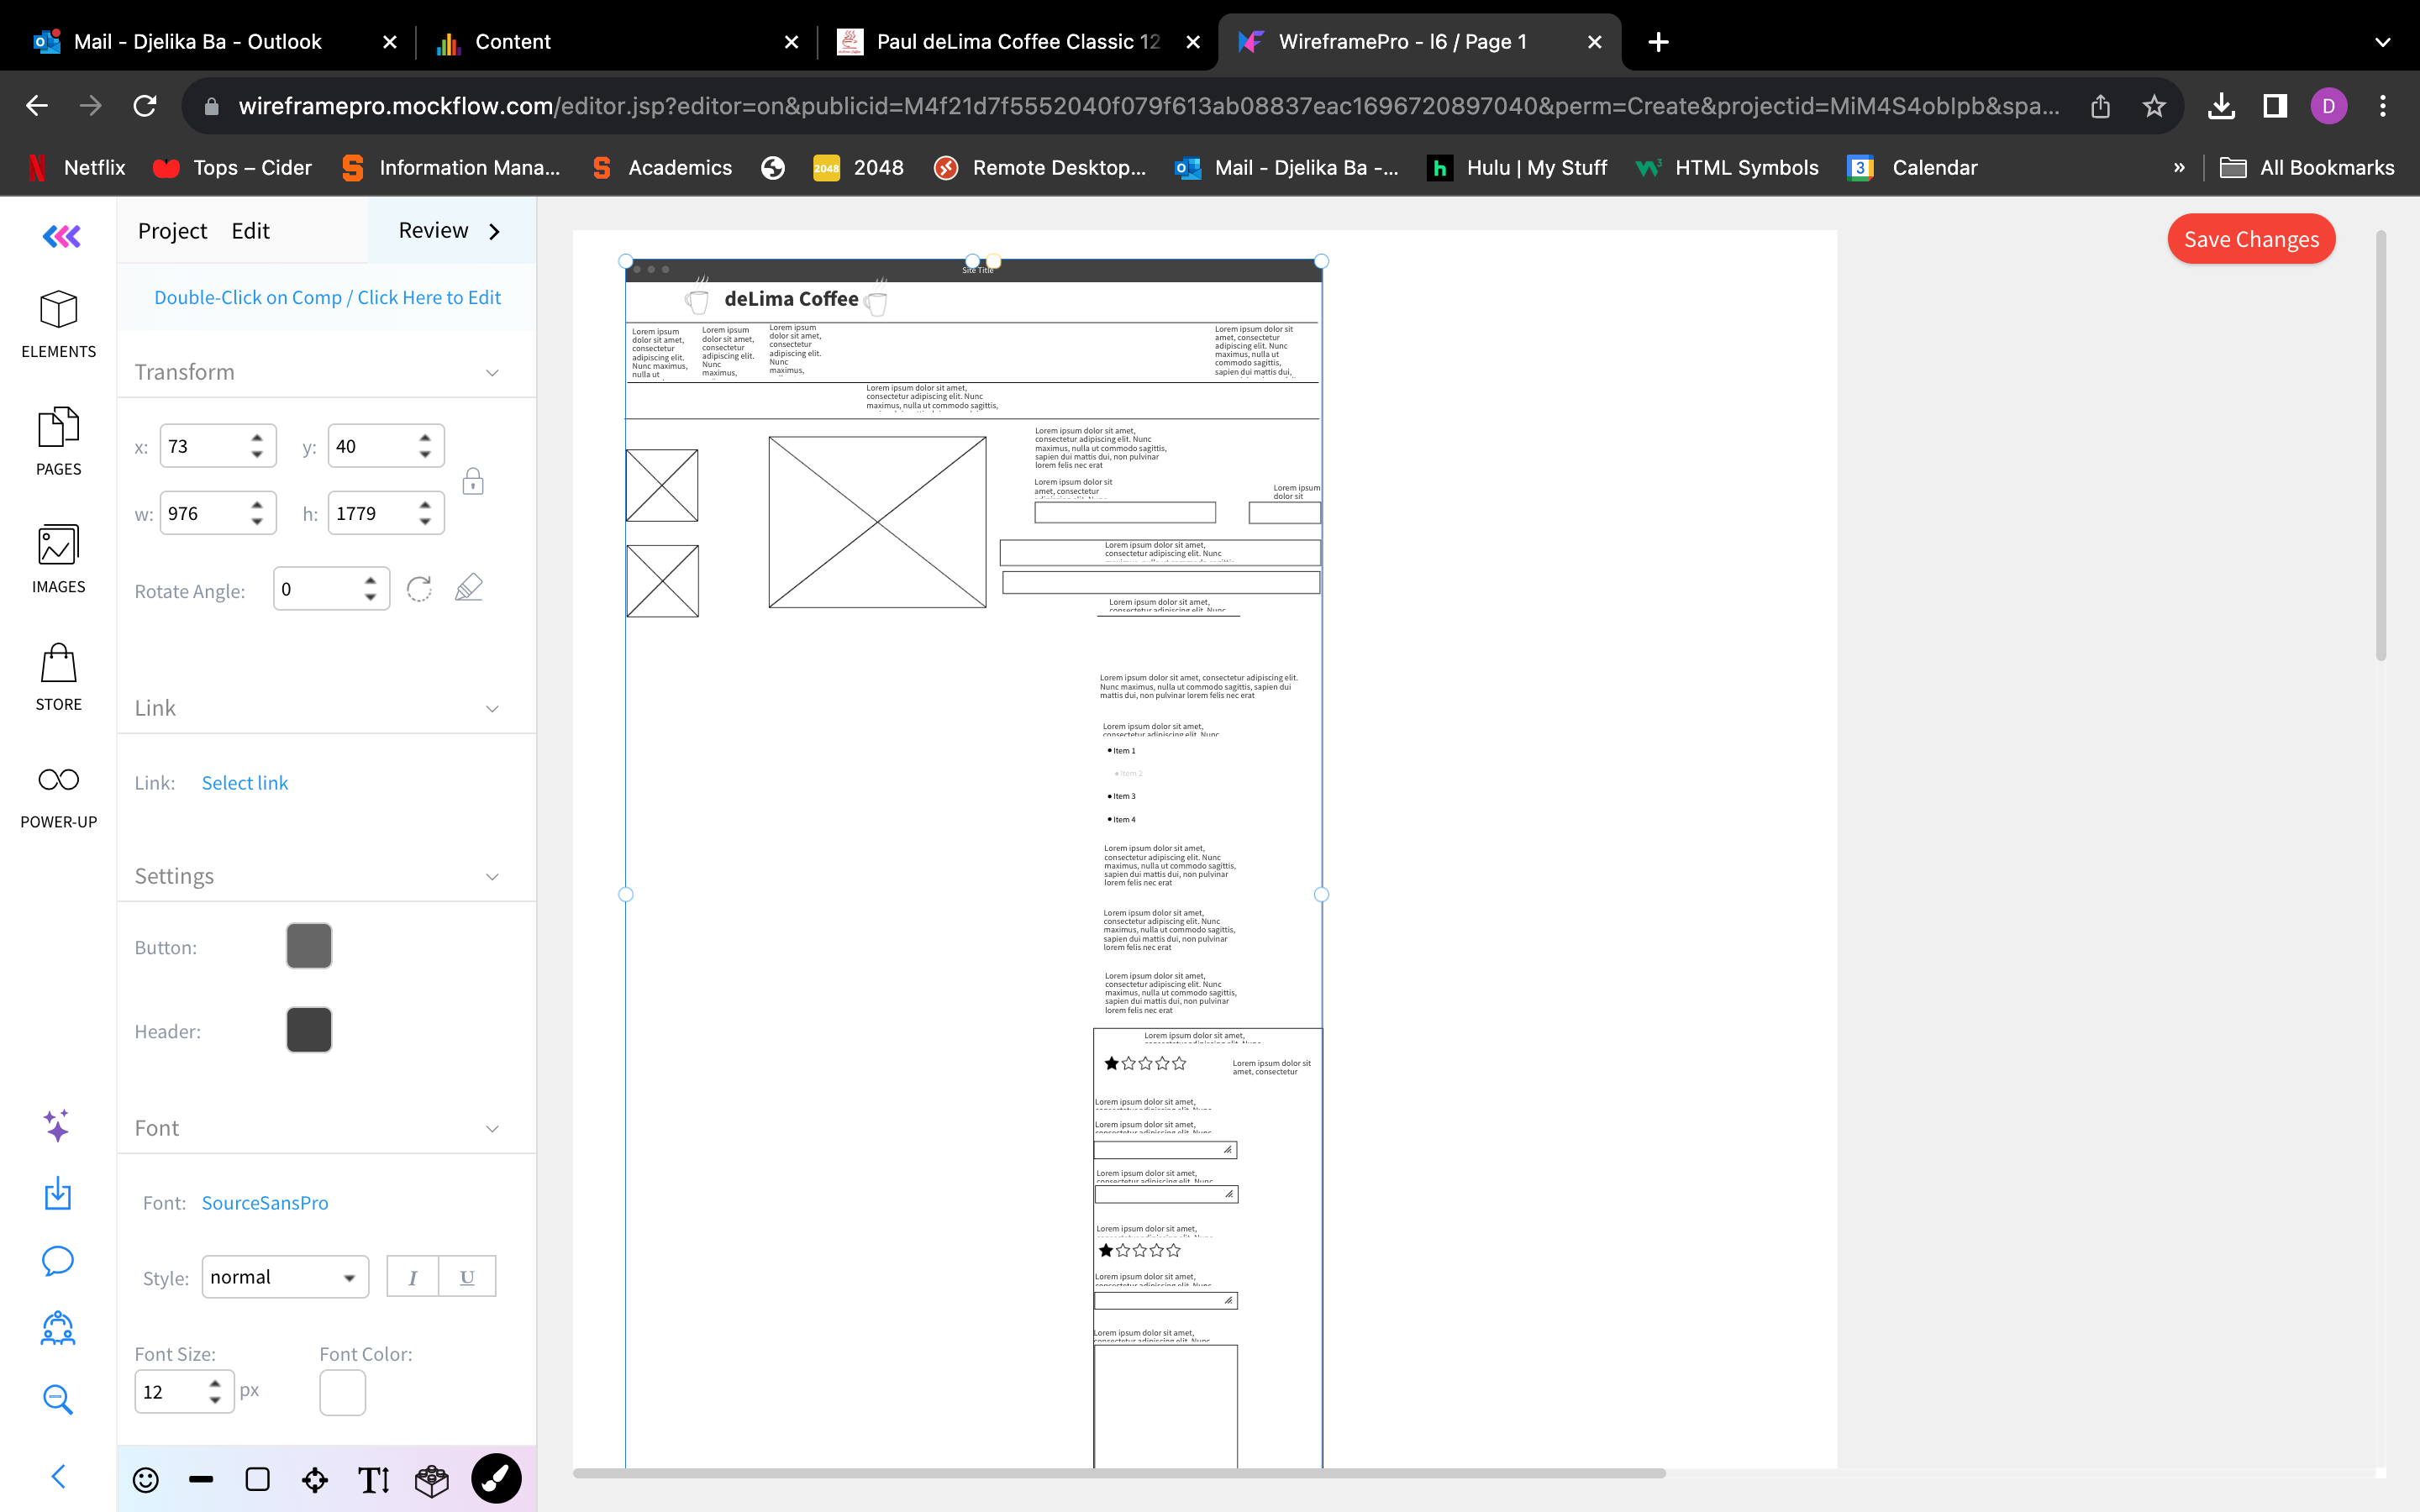 Mail - Djelika Ba - Outlook
Content
Paul deLima Coffee Classic 12
WireframePro - I6 / Page 1
wireframepro.mockflow.com/editor.jsp?editor=on&publicid=M4f21d7f5552040f079f613ab08837eac1696720897040&perm=Create&projectid=MiM4S4obIpb&spa...
D
Netflix
Tops – Cider
Information Mana...
Academics
2048
2048
Remote Desktop...
Mail - Djelika Ba -...
Hulu | My Stuff
HTML Symbols
3
Calendar
»
All Bookmarks
Project
Edit
Review
Save Changes
Double-Click on Comp / Click Here to Edit
ELEMENTS
PAGES
IMAGES
STORE
POWER-UP
Transform
x: 73
y: 40
w: 976
h: 1779
Rotate Angle: 0
Link
Link: Select link
Settings
Button:
Header:
Font
Font: SourceSansPro
Style: normal
I
U
Font Size:
Font Color:
12 px
Site Title
deLima Coffee
Lorem ipsum
dolor sit amet,
consectetur
adipiscing elit.
Nunc maximus,
nulla ut
Lorem ipsum
dolor sit amet,
consectetur
adipiscing elit.
Nunc
maximus,
Lorem ipsum
dolor sit amet,
consectetur
adipiscing elit.
Nunc
maximus,
Lorem ipsum dolor sit
amet, consectetur
adipiscing elit. Nunc
maximus, nulla ut
commodo sagittis,
sapien dui mattis dui,
Lorem ipsum dolor sit amet,
consectetur adipiscing elit. Nunc
maximus, nulla ut commodo sagittis,
Lorem ipsum dolor sit amet,
consectetur adipiscing elit. Nunc
maximus, nulla ut commodo sagittis,
sapien dui mattis dui, non pulvinar
lorem felis nec erat
Lorem ipsum dolor sit
amet, consectetur
Lorem ipsum
dolor sit
Lorem ipsum dolor sit amet,
consectetur adipiscing elit. Nunc
Lorem ipsum dolor sit amet,
consectetur adipiscing elit. Nunc
Lorem ipsum dolor sit amet, consectetur adipiscing elit.
Nunc maximus, nulla ut commodo sagittis, sapien dui
mattis dui, non pulvinar lorem felis nec erat
Lorem ipsum dolor sit amet,
consectetur adipiscing elit. Nunc
Item 1
Item 2
Item 3
Item 4
Lorem ipsum dolor sit amet,
consectetur adipiscing elit. Nunc
maximus, nulla ut commodo sagittis,
sapien dui mattis dui, non pulvinar
lorem felis nec erat
Lorem ipsum dolor sit amet,
consectetur adipiscing elit. Nunc
maximus, nulla ut commodo sagittis,
sapien dui mattis dui, non pulvinar
lorem felis nec erat
Lorem ipsum dolor sit amet,
consectetur adipiscing elit. Nunc
maximus, nulla ut commodo sagittis,
sapien dui mattis dui, non pulvinar
lorem felis nec erat
Lorem ipsum dolor sit amet,
Lorem ipsum dolor sit
amet, consectetur
Lorem ipsum dolor sit amet,
Lorem ipsum dolor sit amet,
Lorem ipsum dolor sit amet,
consectetur adipiscing elit. Nunc
Lorem ipsum dolor sit amet,
Lorem ipsum dolor sit amet,
Lorem ipsum dolor sit amet,